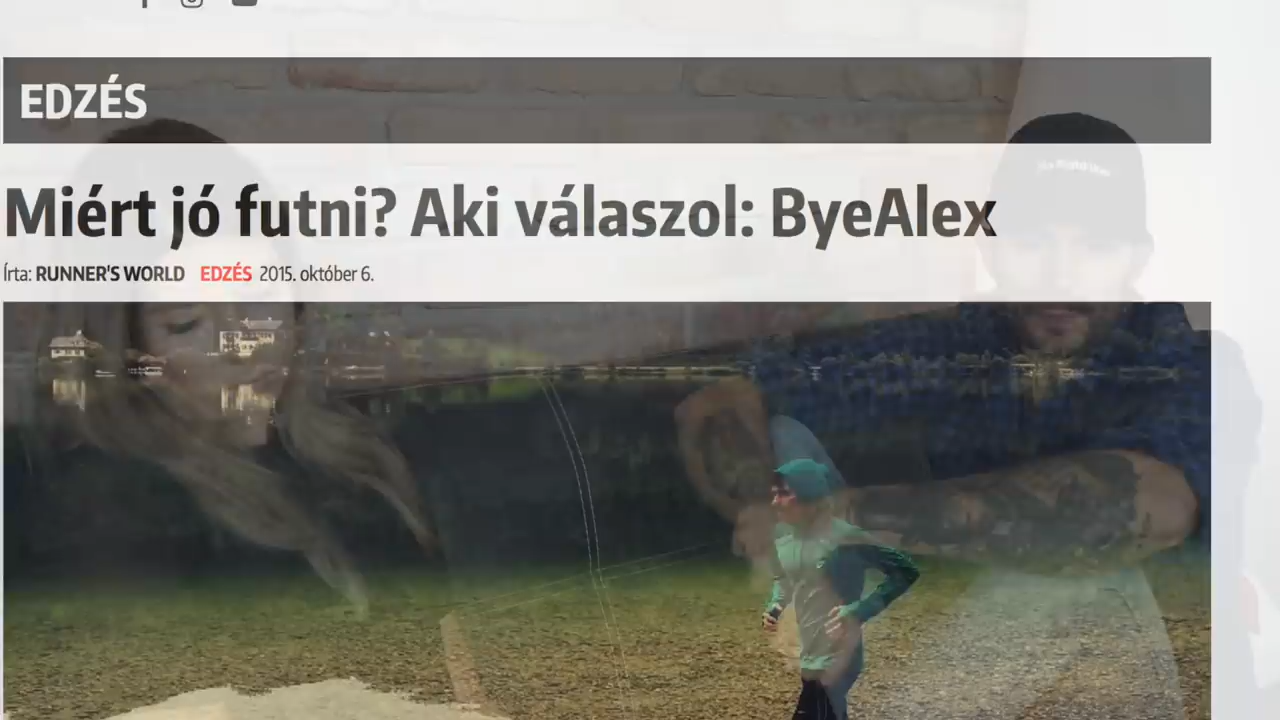 EDZÉS
Miért jó futni? Aki válaszol: ByeAlex
Írta: RUNNER'S WORLD EDZÉS 2015. október 6.